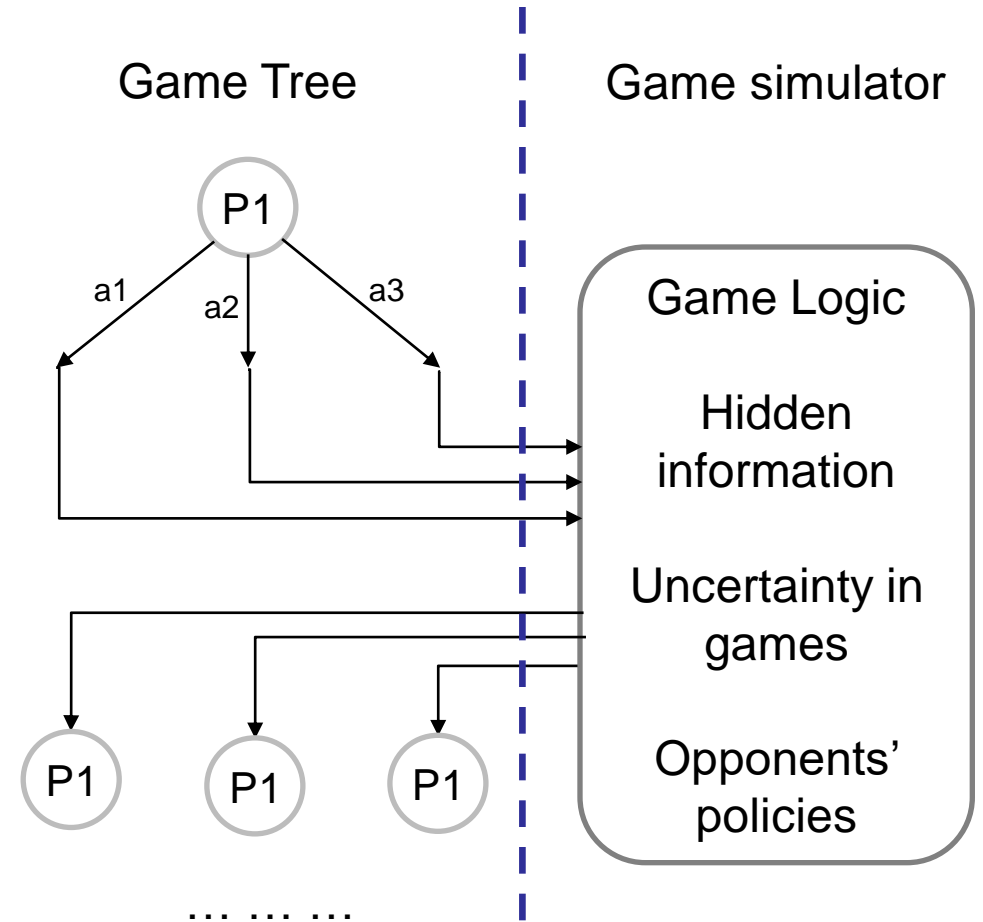 Game Tree
Game simulator
P1
a1
a2
a3
Game Logic
Hidden
information
Uncertainty in
games
Opponents’
policies
P1
P1
P1
... ... ...